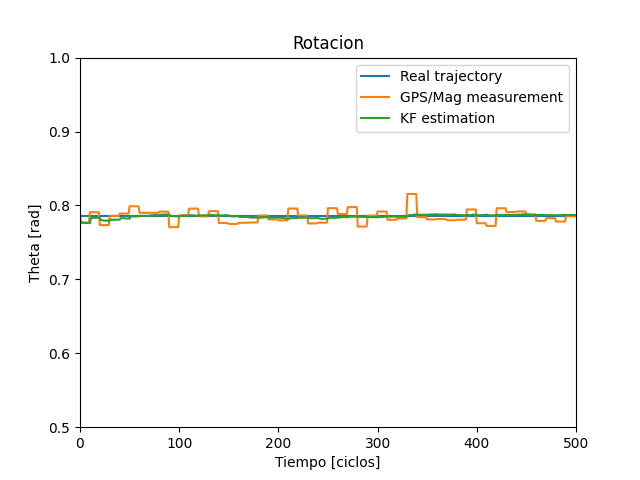 Rotacion
1.0
0.9
0.8
0.7
0.6
0.5
Theta [rad]
Real trajectory
GPS/Mag measurement
KF estimation
0 100 200 300 400 500
Tiempo [ciclos]